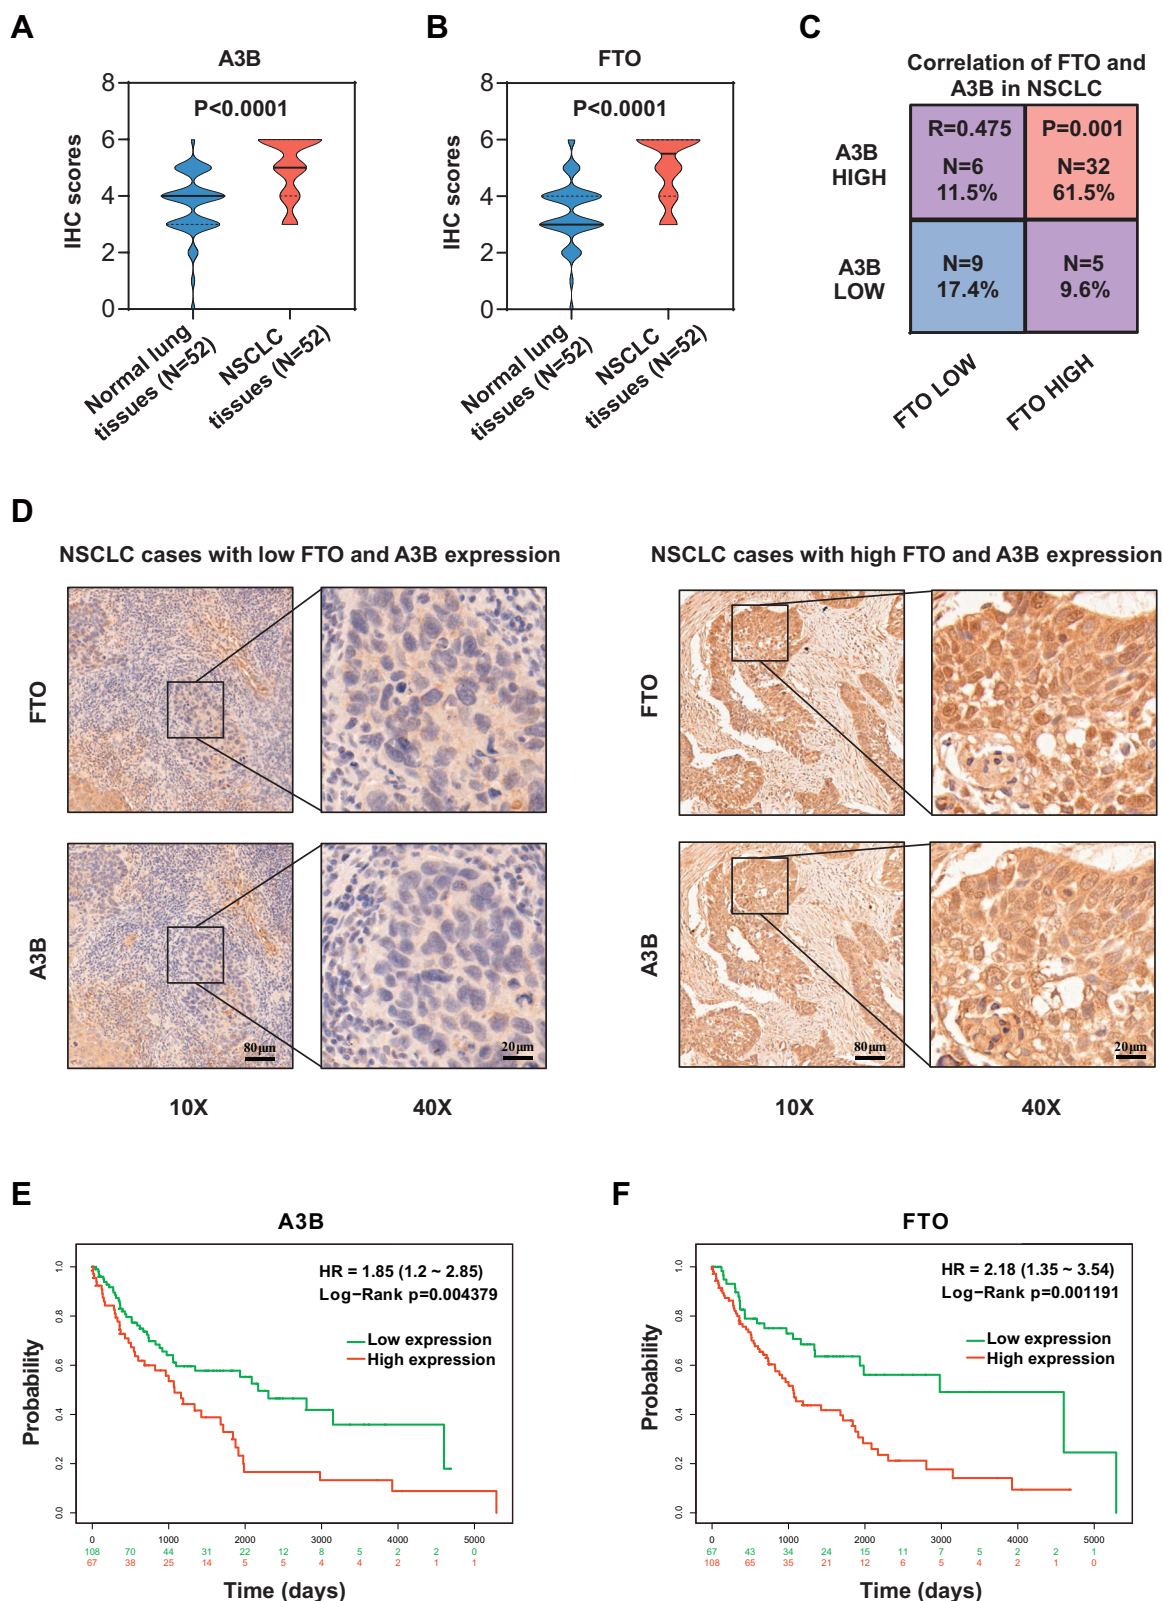 A
B
C
A3B
FTO
Correlation of FTO and
A3B in NSCLC
8
6
4
2
0
IHC scores
P<0.0001
Normal lung
tissues (N=52)
NSCLC
tissues (N=52)
8
6
4
2
0
IHC scores
P<0.0001
Normal lung
tissues (N=52)
NSCLC
tissues (N=52)
A3B
HIGH
R=0.475
N=6
11.5%
P=0.001
N=32
61.5%
A3B
LOW
N=9
17.4%
N=5
9.6%
FTO LOW
FTO HIGH
D
NSCLC cases with low FTO and A3B expression
NSCLC cases with high FTO and A3B expression
FTO
FTO
A3B
80μm
20μm
A3B
80μm
20μm
10X
40X
10X
40X
E
A3B
HR = 1.85 (1.2 ~ 2.85)
Log−Rank p=0.004379
Low expression
High expression
Probability
1.0
0.8
0.6
0.4
0.2
0.0
0 1000 2000 3000 4000 5000
108 70 44 31 22 12 8 5 2 2 0
67 38 25 14 5 5 4 4 2 1 1
Time (days)
F
FTO
HR = 2.18 (1.35 ~ 3.54)
Log−Rank p=0.001191
Low expression
High expression
Probability
1.0
0.8
0.6
0.4
0.2
0.0
0 1000 2000 3000 4000 5000
67 43 34 24 15 11 7 5 2 2 1
108 65 35 21 12 6 5 4 2 1 0
Time (days)